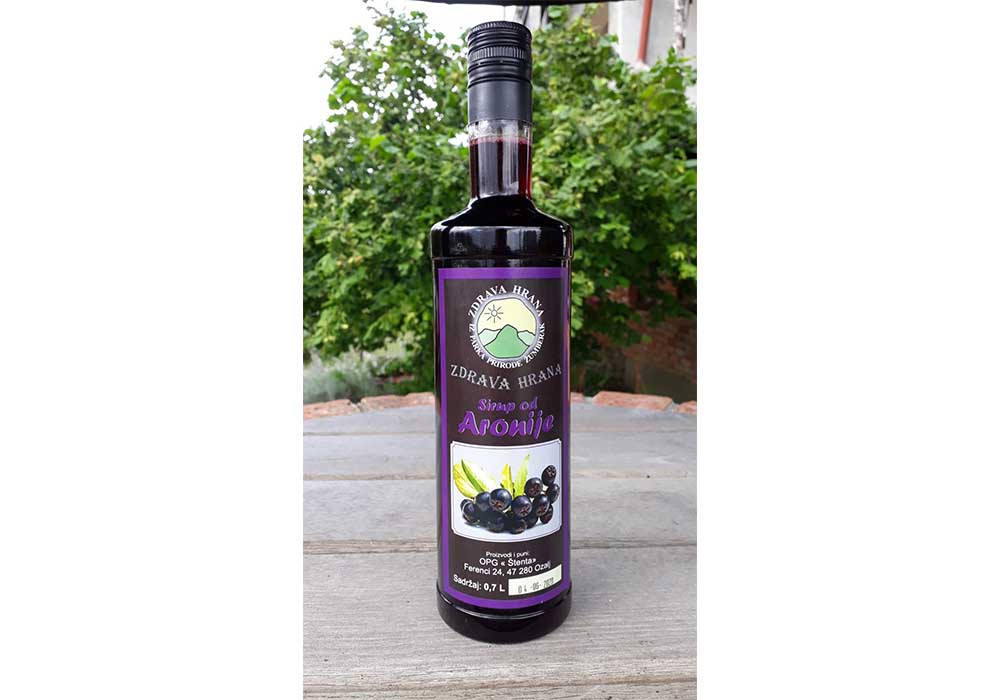 ZDRAVA HRANA
IZ PARKA PRIRODE ŽUMBERAK
ZDRAVA HRANA
Sirup od
Aronije
Proizvodi i puni:
OPG « Štenta»
Ferenci 24, 47 280 Ozalj
Sadržaj: 0,7 L
04 -06- 2020